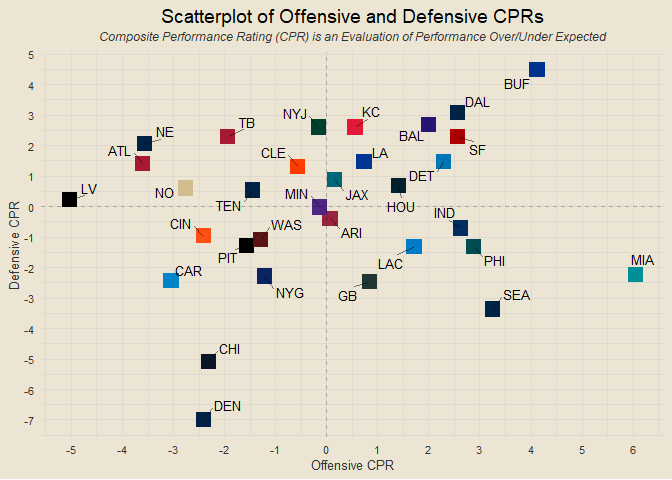 Scatterplot of Offensive and Defensive CPRs
Composite Performance Rating (CPR) is an Evaluation of Performance Over/Under Expected
5
4
3
2
1
0
-1
-2
-3
-4
-5
-6
-7
Defensive CPR
BUF
DAL
NYJ
KC
BAL
SF
TB
NE
ATL
CLE
LA
DET
LV
NO
TEN
MIN
JAX
HOU
CIN
WAS
ARI
IND
PIT
LAC
PHI
MIA
CAR
NYG
GB
SEA
CHI
DEN
-5 -4 -3 -2 -1 0 1 2 3 4 5 6
Offensive CPR